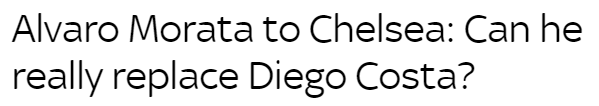 Alvaro Morata to Chelsea: Can he
really replace Diego Costa?